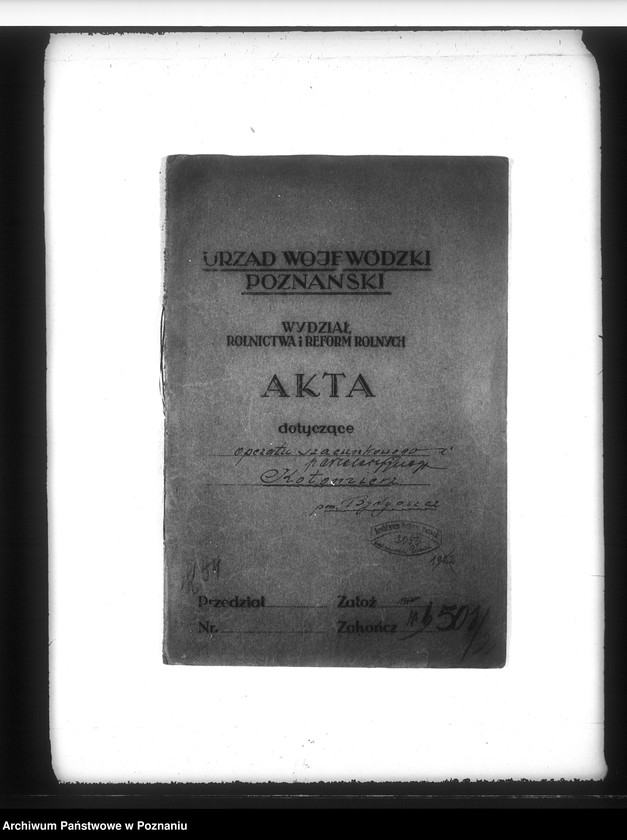 URZĄD WOJEWÓDZKI
POZNAŃSKI
WYDZIAŁ
ROLNICTWA i REFORM ROLNYCH
AKTA
dotyczące
operatu szacunkowego i
pow. Bydgoszcz
Przedział
Założ
Nr.
Zakończ
Archiwum Państwowe w Poznaniu